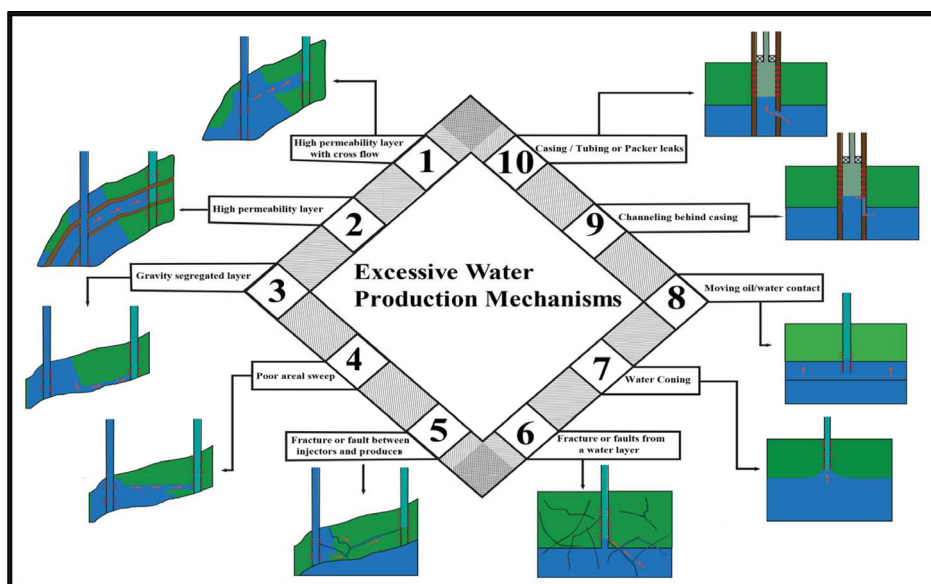 Excessive Water
Production Mechanisms
1
High permeability layer
with cross flow
2
High permeability layer
3
Gravity segregated layer
4
Poor areal sweep
5
Fracture or fault between
injectors and produces
6
Fracture or faults from
a water layer
7
Water Coning
8
Moving oil/water contact
9
Channeling behind casing
10
Casing / Tubing or Packer leaks